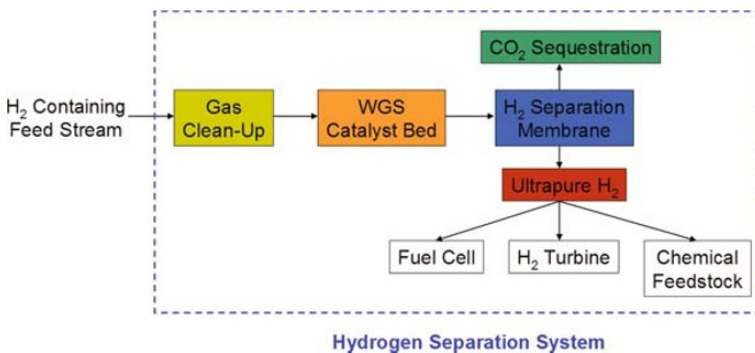 CO₂ Sequestration
H₂ Containing
Feed Stream
Gas
Clean-Up
WGS
Catalyst Bed
H₂ Separation
Membrane
Ultrapure H₂
Fuel Cell
H₂ Turbine
Chemical
Feedstock
Hydrogen Separation System